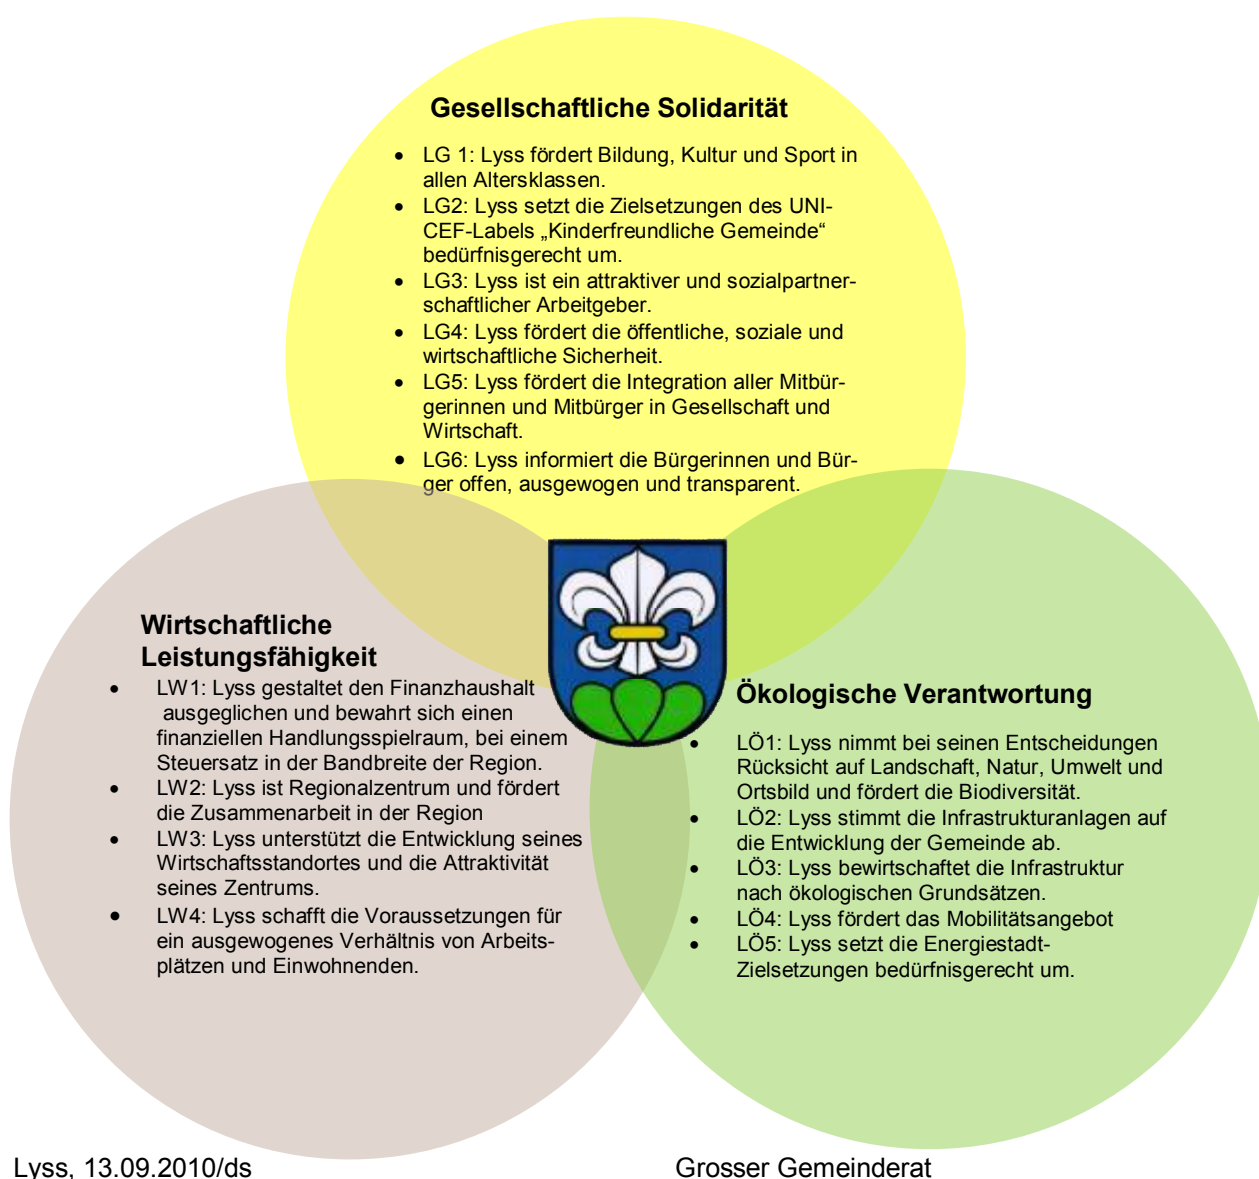 Gesellschaftliche Solidarität
• LG 1: Lyss fördert Bildung, Kultur und Sport in
allen Altersklassen.
• LG2: Lyss setzt die Zielsetzungen des UNI-
CEF-Labels „Kinderfreundliche Gemeinde“
bedürfnisgerecht um.
• LG3: Lyss ist ein attraktiver und sozialpartner-
schaftlicher Arbeitgeber.
• LG4: Lyss fördert die öffentliche, soziale und
wirtschaftliche Sicherheit.
• LG5: Lyss fördert die Integration aller Mitbür-
gerinnen und Mitbürger in Gesellschaft und
Wirtschaft.
• LG6: Lyss informiert die Bürgerinnen und Bür-
ger offen, ausgewogen und transparent.
Wirtschaftliche
Leistungsfähigkeit
• LW1: Lyss gestaltet den Finanzhaushalt
ausgeglichen und bewahrt sich einen
finanziellen Handlungsspielraum, bei einem
Steuersatz in der Bandbreite der Region.
• LW2: Lyss ist Regionalzentrum und fördert
die Zusammenarbeit in der Region
• LW3: Lyss unterstützt die Entwicklung seines
Wirtschaftsstandortes und die Attraktivität
seines Zentrums.
• LW4: Lyss schafft die Voraussetzungen für
ein ausgewogenes Verhältnis von Arbeits-
plätzen und Einwohnenden.
Ökologische Verantwortung
• LÖ1: Lyss nimmt bei seinen Entscheidungen
Rücksicht auf Landschaft, Natur, Umwelt und
Ortsbild und fördert die Biodiversität.
• LÖ2: Lyss stimmt die Infrastrukturanlagen auf
die Entwicklung der Gemeinde ab.
• LÖ3: Lyss bewirtschaftet die Infrastruktur
nach ökologischen Grundsätzen.
• LÖ4: Lyss fördert das Mobilitätsangebot
• LÖ5: Lyss setzt die Energiestadt-
Zielsetzungen bedürfnisgerecht um.
Lyss, 13.09.2010/ds
Grosser Gemeinderat